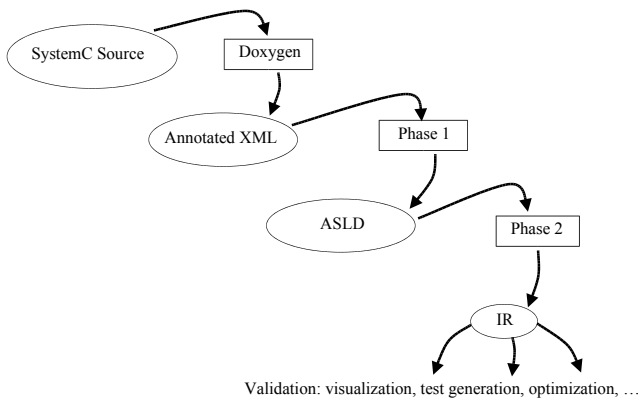 SystemC Source
Doxygen
Annotated XML
Phase 1
ASLD
Phase 2
IR
Validation: visualization, test generation, optimization, …